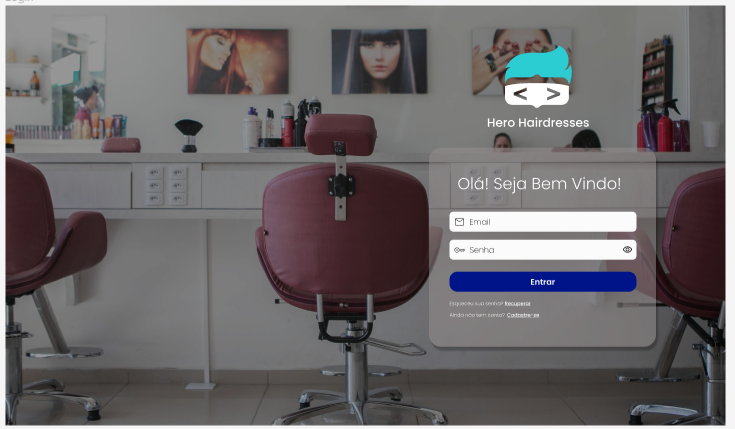 Login
< >
Hero Hairdresses
Olá! Seja Bem Vindo!
Email
Senha
Entrar
Esqueceu sua senha? Recuperar
Ainda não tem conta? Cadastre-se